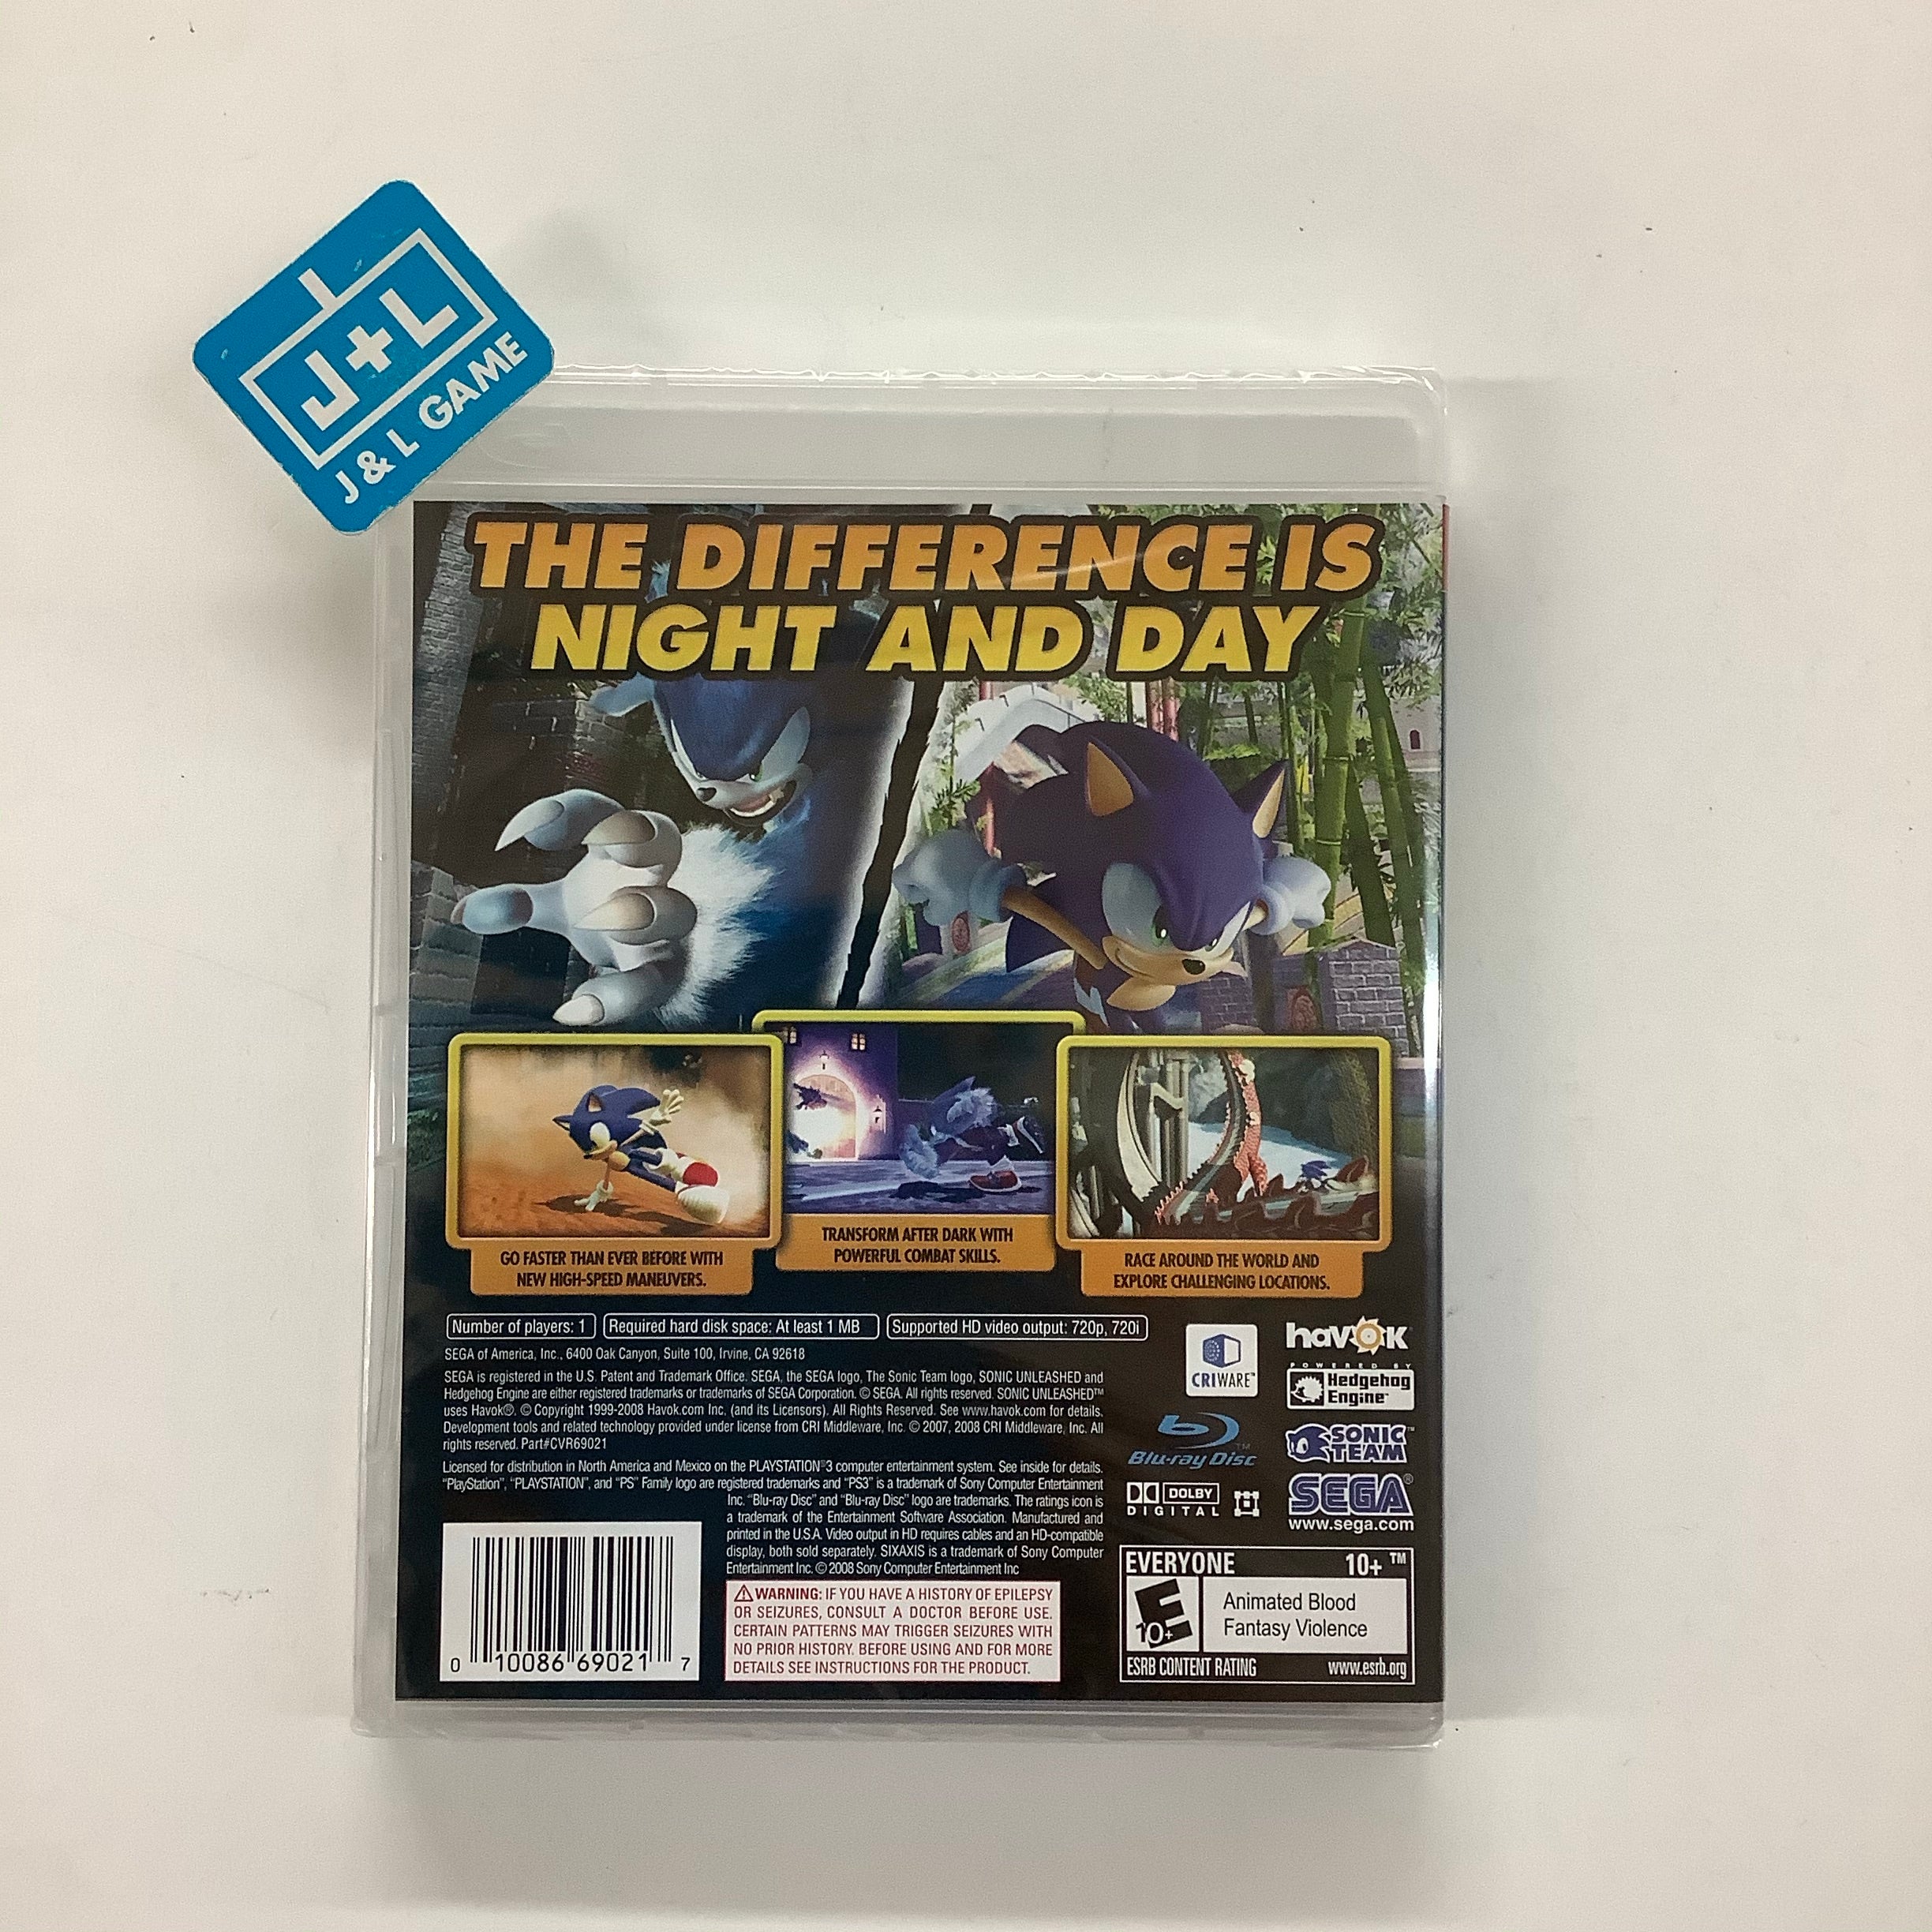 J+L
J & L GAME
THE DIFFERENCE IS
NIGHT AND DAY
GO FASTER THAN EVER BEFORE WITH
NEW HIGH-SPEED MANEUVERS.
TRANSFORM AFTER DARK WITH
POWERFUL COMBAT SKILLS.
RACE AROUND THE WORLD AND
EXPLORE CHALLENGING LOCATIONS.
Number of players: 1
Required hard disk space: At least 1 MB
Supported HD video output: 720p, 720i
SEGA of America, Inc., 6400 Oak Canyon, Suite 100, Irvine, CA 92618
SEGA is registered in the U.S. Patent and Trademark Office. SEGA, the SEGA logo, The Sonic Team logo, SONIC UNLEASHED and
Hedgehog Engine are either registered trademarks or trademarks of SEGA Corporation. © SEGA. All rights reserved. SONIC UNLEASHED™
uses Havok®. © Copyright 1999-2008 Havok.com Inc. (and its Licensors). All Rights Reserved. See www.havok.com for details.
Development tools and related technology provided under license from CRI Middleware, Inc. © 2007, 2008 CRI Middleware, Inc. All
rights reserved. Part#CVR69021
Licensed for distribution in North America and Mexico on the PLAYSTATION®3 computer entertainment system. See inside for details.
"PlayStation", "PLAYSTATION", and "PS" Family logo are registered trademarks and "PS3" is a trademark of Sony Computer Entertainment
Inc. "Blu-ray Disc" and "Blu-ray Disc" logo are trademarks. The ratings icon is
a trademark of the Entertainment Software Association. Manufactured and
printed in the U.S.A. Video output in HD requires cables and an HD-compatible
display, both sold separately. SIXAXIS is a trademark of Sony Computer
Entertainment Inc. © 2008 Sony Computer Entertainment Inc
CRIWARE™
havok
POWERED BY
Hedgehog
Engine™
Blu-ray Disc™
SONIC
TEAM™
DOLBY
DIGITAL
SEGA®
www.sega.com
0 10086 69021 7
WARNING: IF YOU HAVE A HISTORY OF EPILEPSY
OR SEIZURES, CONSULT A DOCTOR BEFORE USE.
CERTAIN PATTERNS MAY TRIGGER SEIZURES WITH
NO PRIOR HISTORY. BEFORE USING AND FOR MORE
DETAILS SEE INSTRUCTIONS FOR THE PRODUCT.
EVERYONE 10+ ™
E
10+
Animated Blood
Fantasy Violence
ESRB CONTENT RATING www.esrb.org